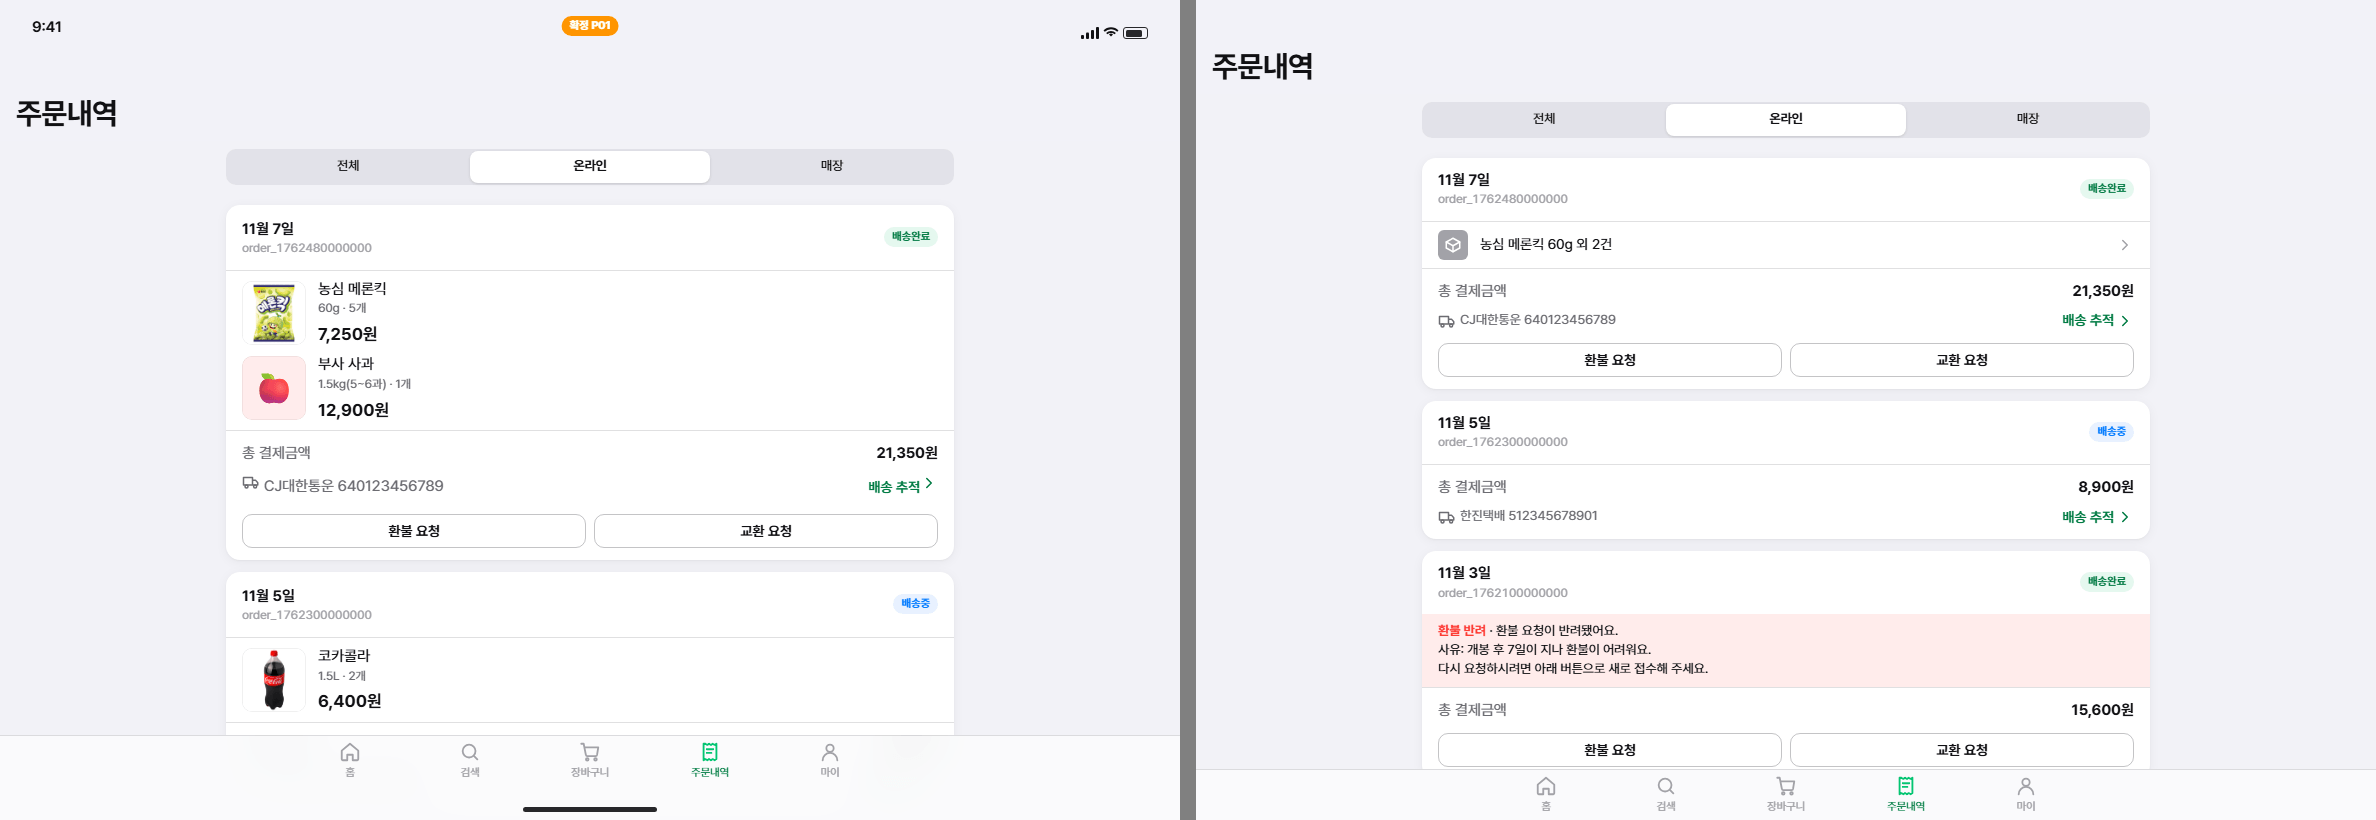 9:41
확정 P01
주문내역
전체 온라인 매장
11월 7일
order_1762480000000
배송완료
농심 메론킥
60g · 5개
7,250원
부사 사과
1.5kg(5~6과) · 1개
12,900원
총 결제금액 21,350원
CJ대한통운 640123456789 배송 추적
환불 요청 교환 요청
11월 5일
order_1762300000000
배송중
코카콜라
1.5L · 2개
6,400원
홈 검색 장바구니 주문내역 마이
주문내역
전체 온라인 매장
11월 7일
order_1762480000000
배송완료
농심 메론킥 60g 외 2건
총 결제금액 21,350원
CJ대한통운 640123456789 배송 추적
환불 요청 교환 요청
11월 5일
order_1762300000000
배송중
총 결제금액 8,900원
한진택배 512345678901 배송 추적
11월 3일
order_1762100000000
배송완료
환불 반려 · 환불 요청이 반려됐어요.
사유: 개봉 후 7일이 지나 환불이 어려워요.
다시 요청하시려면 아래 버튼으로 새로 접수해 주세요.
총 결제금액 15,600원
환불 요청 교환 요청
홈 검색 장바구니 주문내역 마이